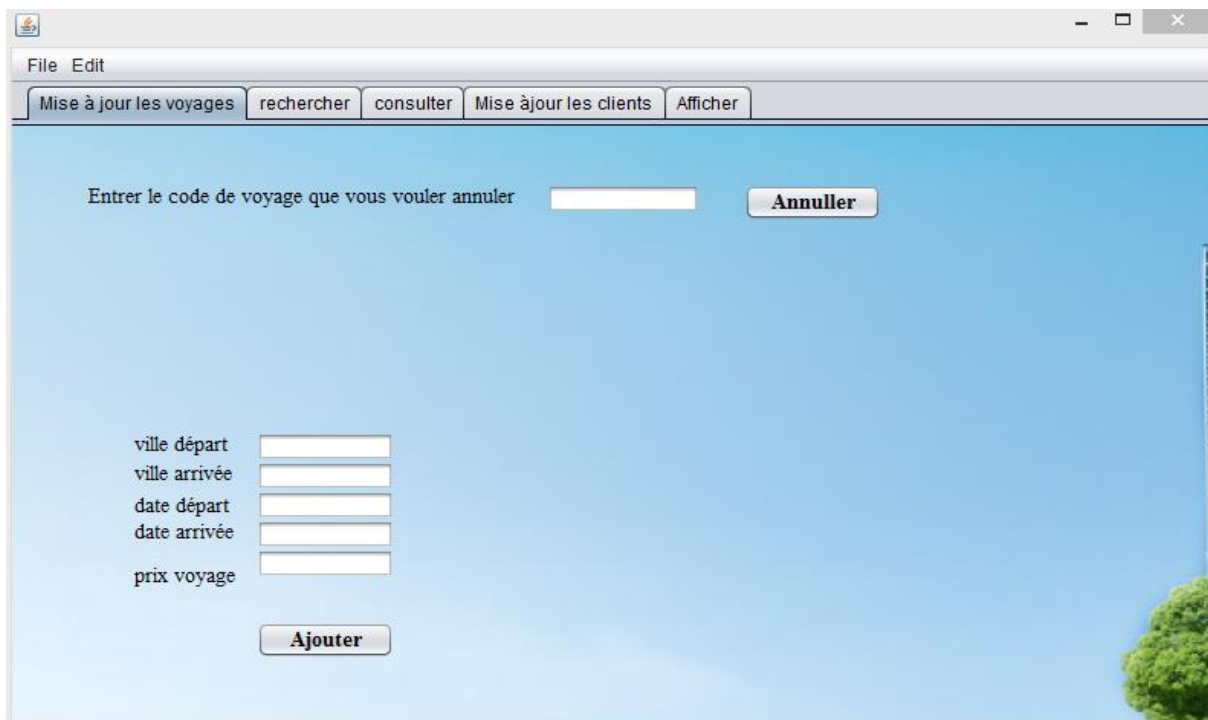 File Edit
Mise à jour les voyages rechercher consulter Mise àjour les clients Afficher
Entrer le code de voyage que vous vouler annuler Annuller
ville départ
ville arrivée
date départ
date arrivée
prix voyage
Ajouter